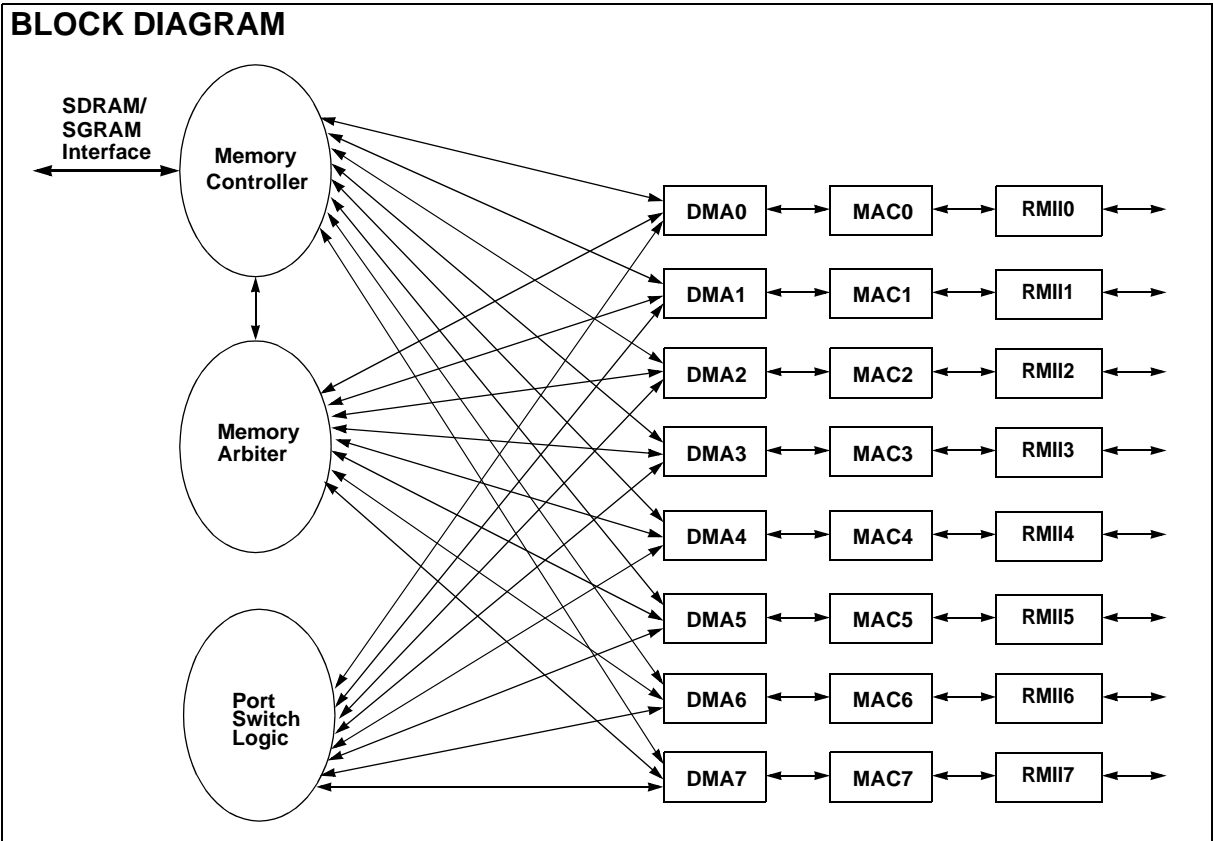 BLOCK DIAGRAM
SDRAM/
SGRAM
Interface
Memory
Controller
Memory
Arbiter
Port
Switch
Logic
DMA0 MAC0 RMII0
DMA1 MAC1 RMII1
DMA2 MAC2 RMII2
DMA3 MAC3 RMII3
DMA4 MAC4 RMII4
DMA5 MAC5 RMII5
DMA6 MAC6 RMII6
DMA7 MAC7 RMII7